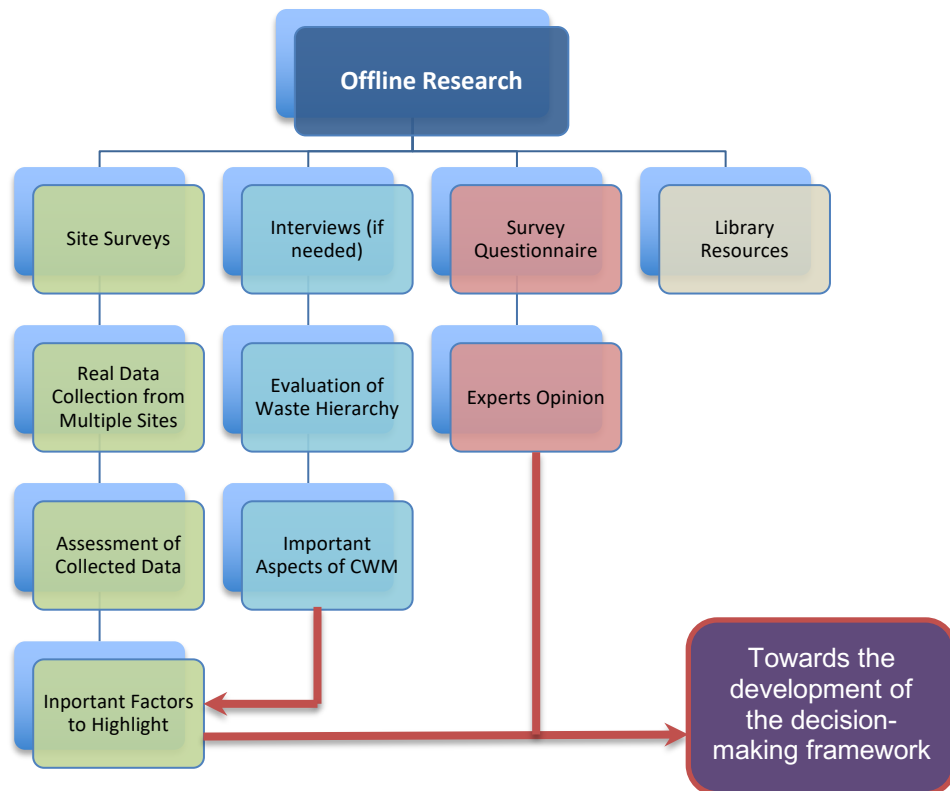 Offline Research
Site Surveys
Interviews (if
needed)
Survey
Questionnaire
Library
Resources
Real Data
Collection from
Multiple Sites
Evaluation of
Waste Hierarchy
Experts Opinion
Assessment of
Collected Data
Important
Aspects of CWM
Inportant Factors
to Highlight
Towards the
development of
the decision-
making framework